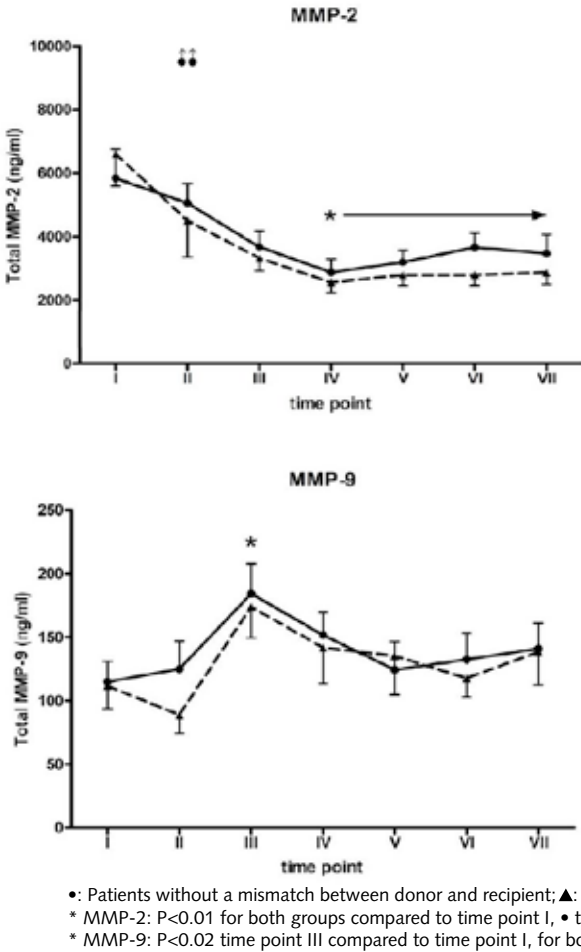 MMP-2
10000
8000
6000
4000
2000
0
Total MMP-2 (ng/ml)
*
I II III IV V VI VII
time point
MMP-9
250
200
150
100
50
0
Total MMP-9 (ng/ml)
*
I II III IV V VI VII
time point
•: Patients without a mismatch between donor and recipient; ▲:
* MMP-2: P<0.01 for both groups compared to time point I, • t
* MMP-9: P<0.02 time point III compared to time point I, for bo